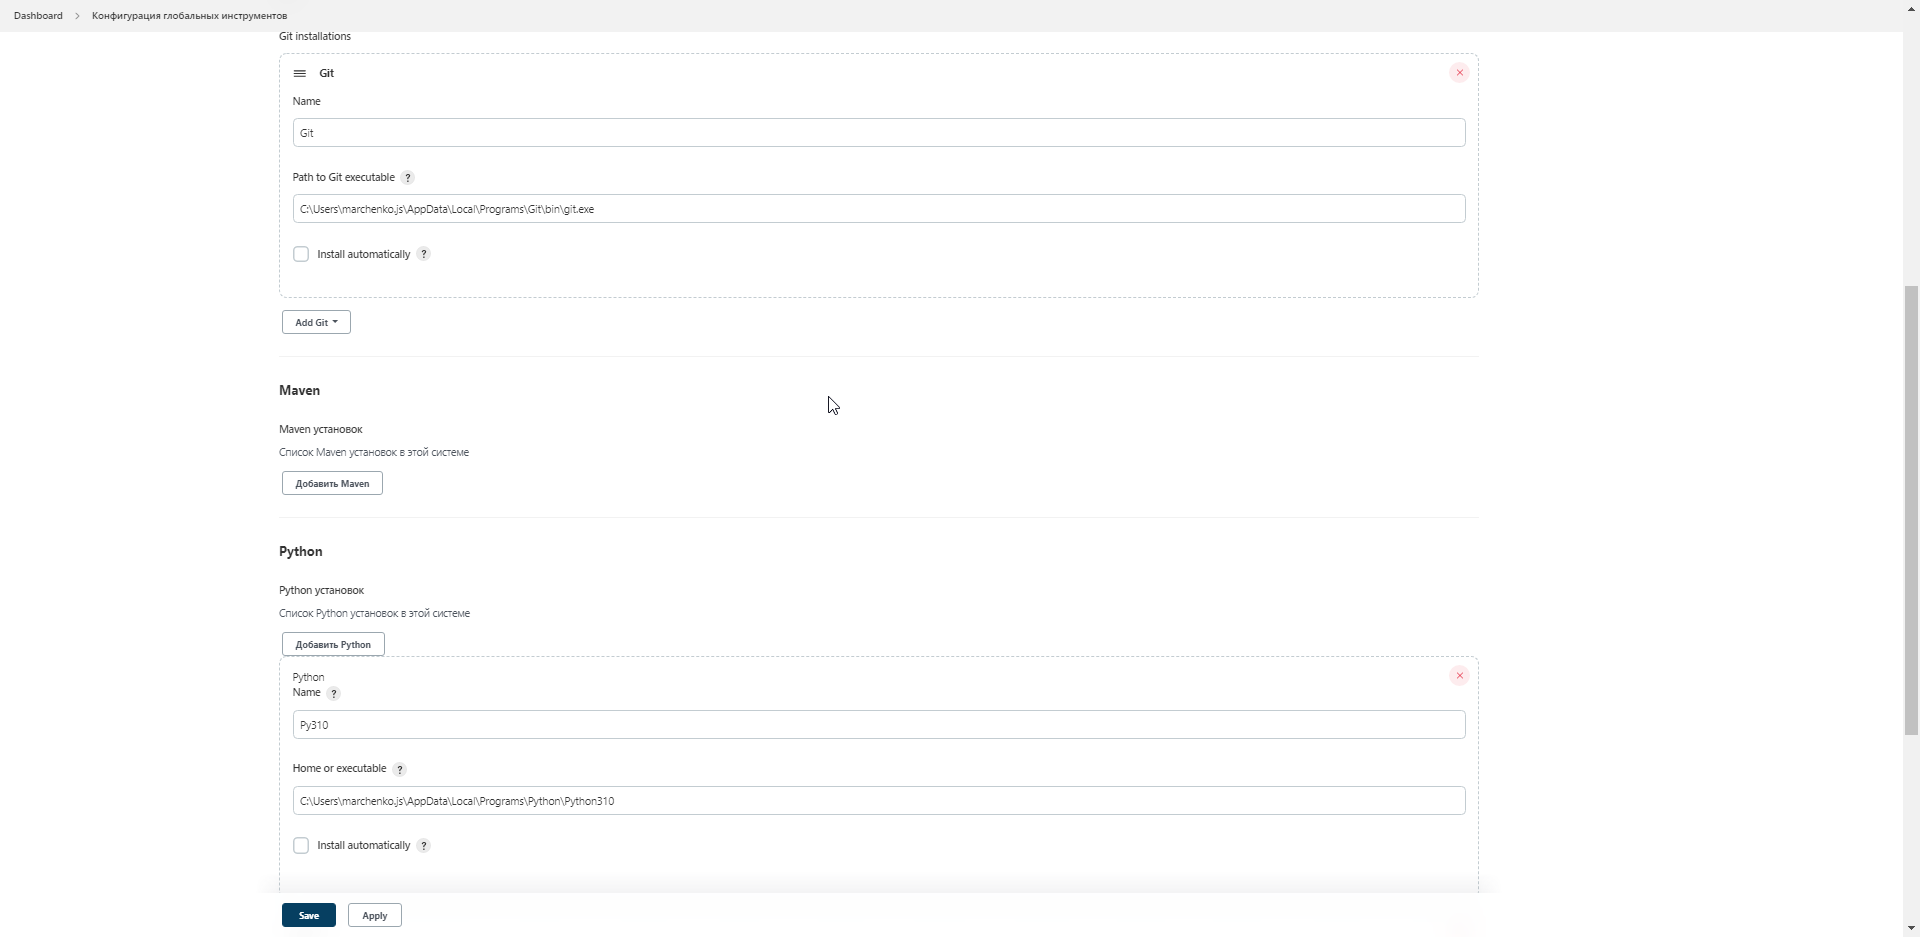 Dashboard > Конфигурация глобальных инструментов
Git installations
Git
Name
Git
Path to Git executable ?
C:\Users\marchenko.js\AppData\Local\Programs\Git\bin\git.exe
Install automatically ?
Add Git
Maven
Maven установок
Список Maven установок в этой системе
Добавить Maven
Python
Python установок
Список Python установок в этой системе
Добавить Python
Python
Name ?
Py310
Home or executable ?
C:\Users\marchenko.js\AppData\Local\Programs\Python\Python310
Install automatically ?
Save Apply